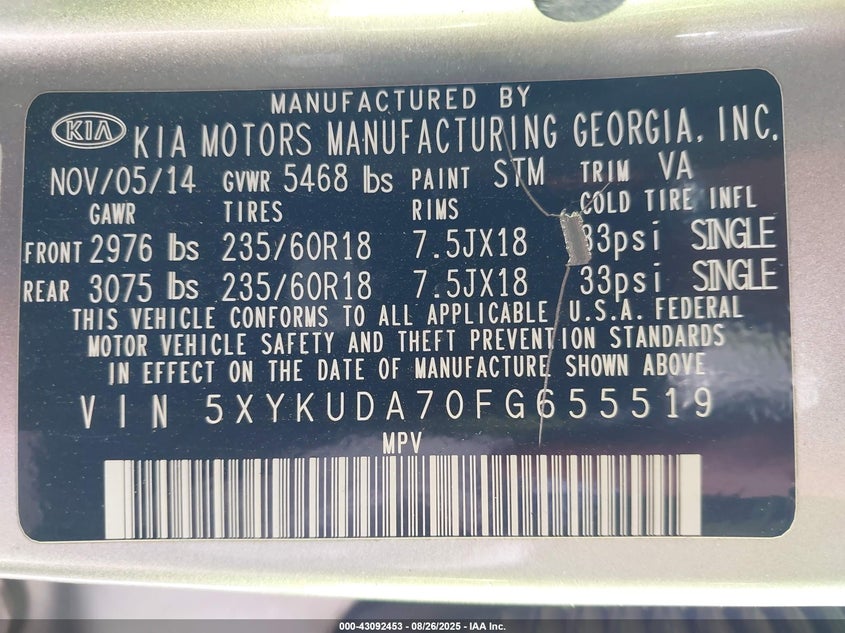 MANUFACTURED BY
KIA KIA MOTORS MANUFACTURING GEORGIA, INC.
NOV/05/14 GVWR 5468 lbs PAINT STM TRIM VA
GAWR TIRES RIMS COLD TIRE INFL
FRONT 2976 lbs 235/60R18 7.5JX18 33psi SINGLE
REAR 3075 lbs 235/60R18 7.5JX18 33psi SINGLE
THIS VEHICLE CONFORMS TO ALL APPLICABLE U.S.A. FEDERAL
MOTOR VEHICLE SAFETY AND THEFT PREVENTION STANDARDS
IN EFFECT ON THE DATE OF MANUFACTURE SHOWN ABOVE
VIN 5XYKUDA70FG655519
MPV
000-43092453 - 08/26/2025 - IAA Inc.